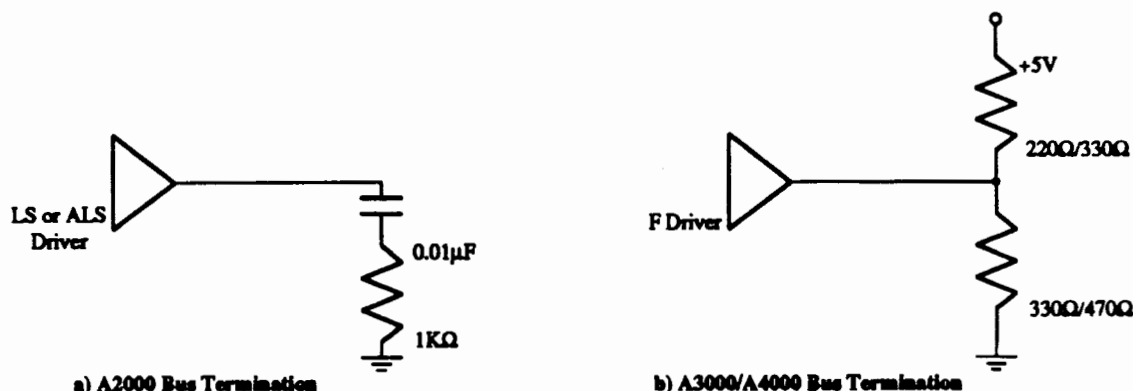 LS or ALS
Driver
0.01µF
1KΩ
a) A2000 Bus Termination
+5V
220Ω/330Ω
F Driver
330Ω/470Ω
b) A3000/A4000 Bus Termination